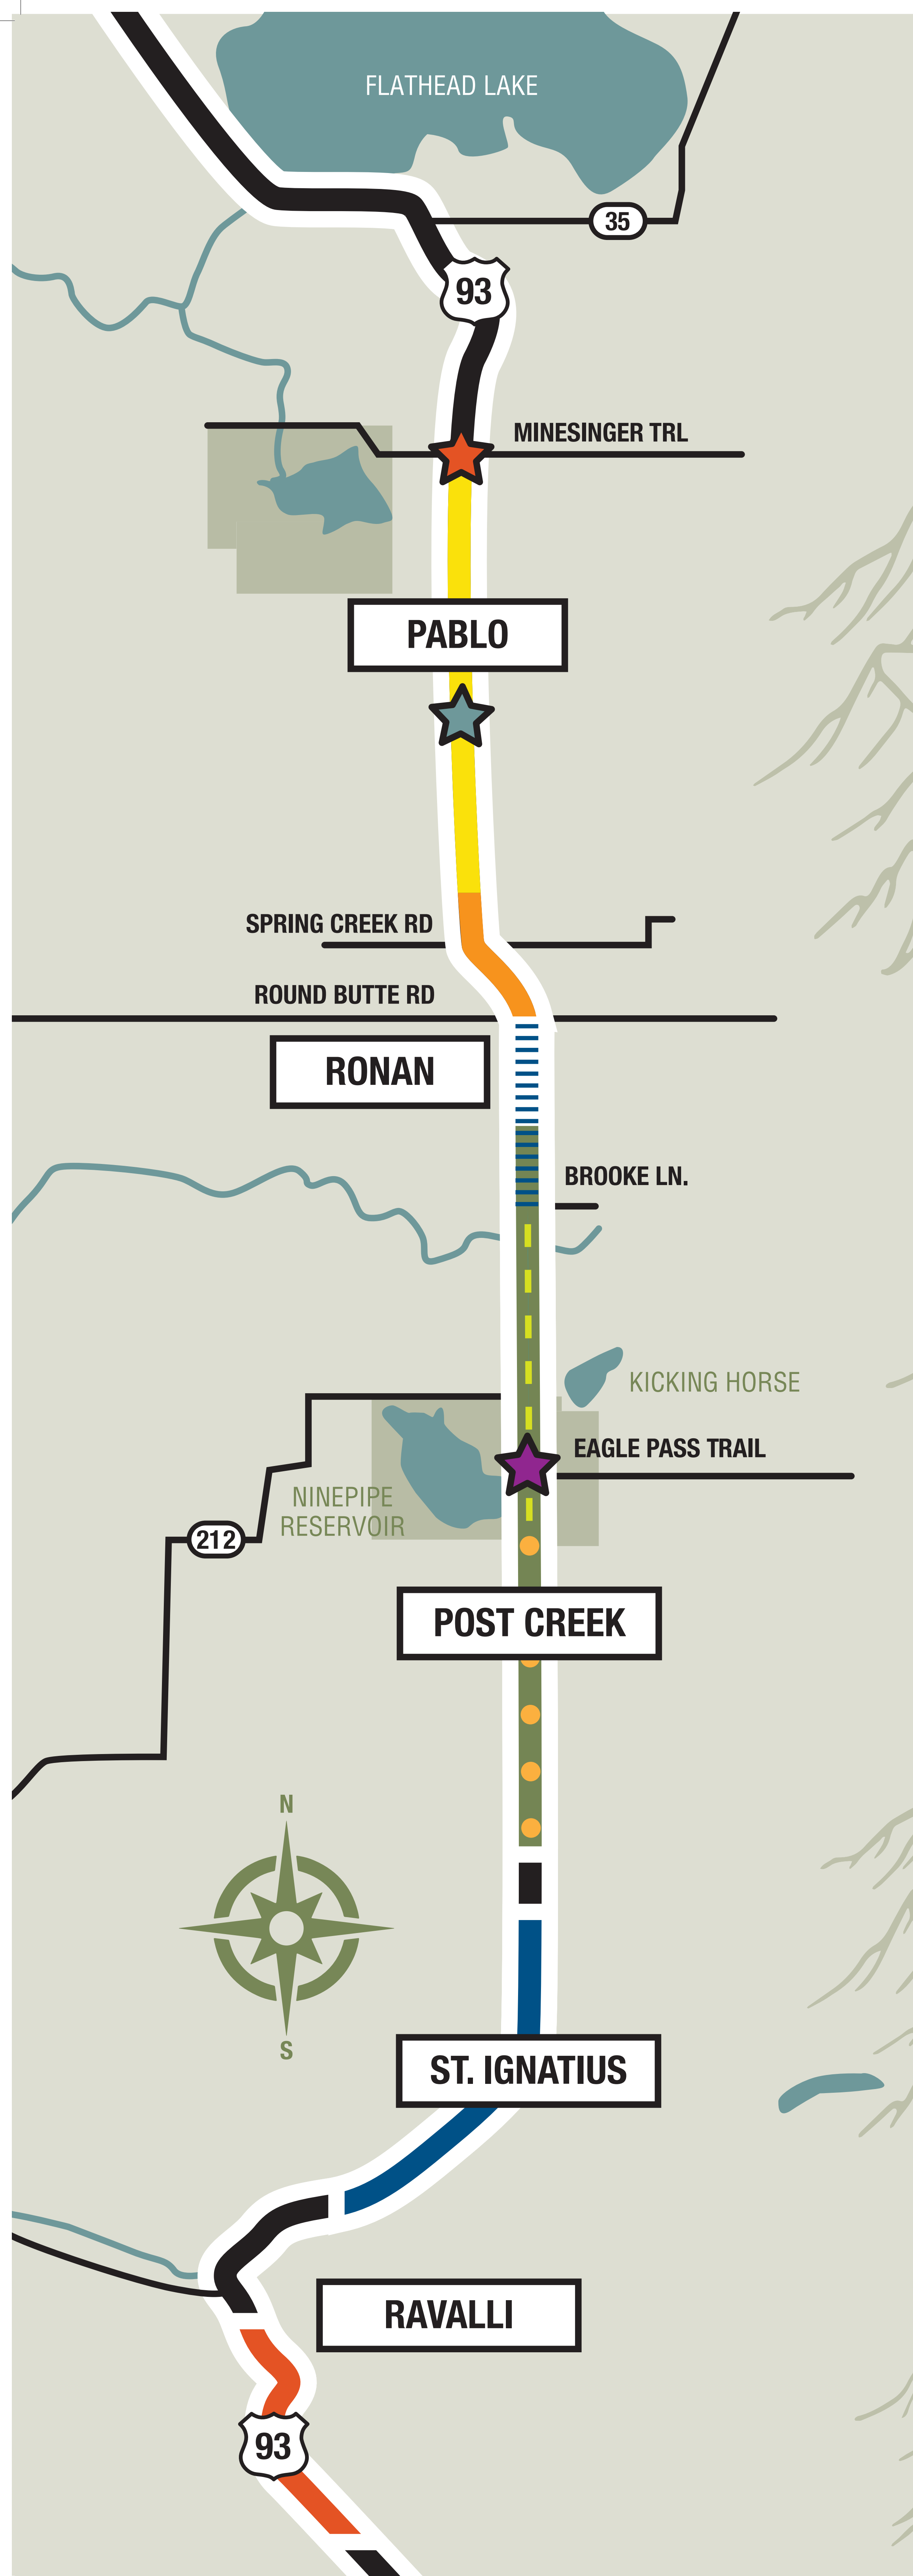 FLATHEAD LAKE
35
93
MINESINGER TRL
PABLO
SPRING CREEK RD
ROUND BUTTE RD
RONAN
BROOKE LN.
KICKING HORSE
EAGLE PASS TRAIL
NINEPIPE
RESERVOIR
212
POST CREEK
N
S
ST. IGNATIUS
RAVALLI
93